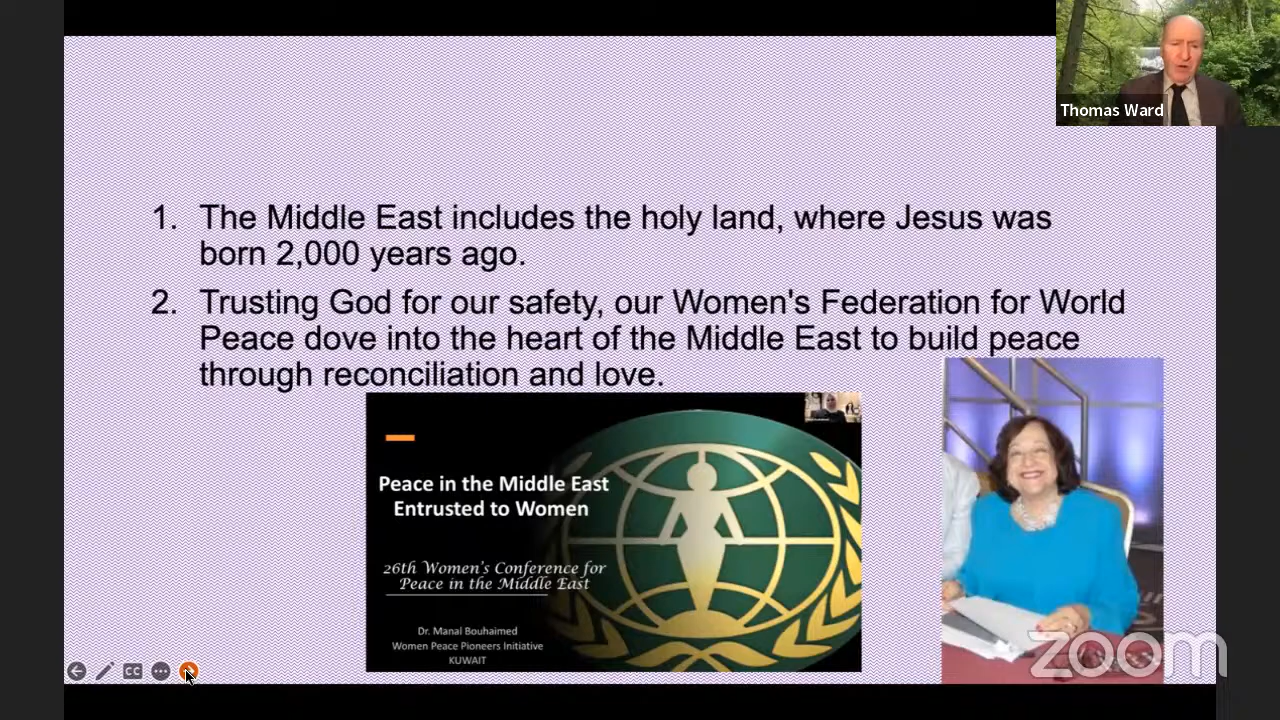 Thomas Ward
1. The Middle East includes the holy land, where Jesus was
born 2,000 years ago.
2. Trusting God for our safety, our Women's Federation for World
Peace dove into the heart of the Middle East to build peace
through reconciliation and love.
Peace in the Middle East
Entrusted to Women
26th Women's Conference for
Peace in the Middle East
Dr. Manal Bouhaimed
Women Peace Pioneers Initiative
KUWAIT
CC
zoom